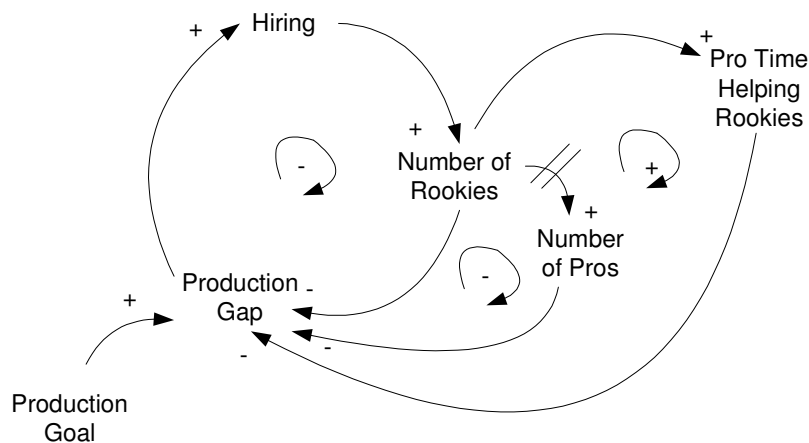 +
Hiring
+
Pro Time
Helping
Rookies
+
Number of
Rookies
-
+
+
Number
of Pros
-
Production
Gap
-
+
-
-
Production
Goal